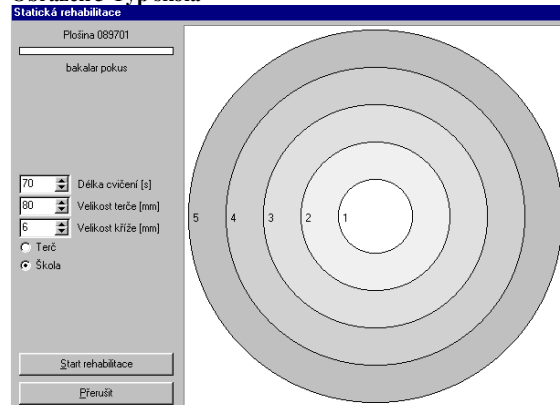 Statická rehabilitace
Plošina 089701
bakalar pokus
70 Délka cvičení [s]
80 Velikost terče [mm]
6 Velikost kříže [mm]
Terč
Škola
5 4 3 2 1
Start rehabilitace
Přerušit